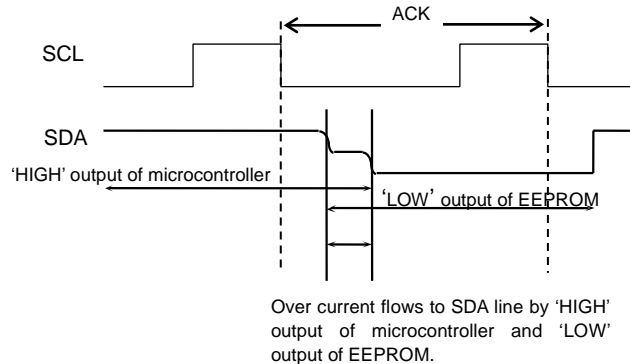 ACK
SCL
SDA
‘HIGH’ output of microcontroller
‘LOW’ output of EEPROM
Over current flows to SDA line by ‘HIGH’
output of microcontroller and ‘LOW’
output of EEPROM.